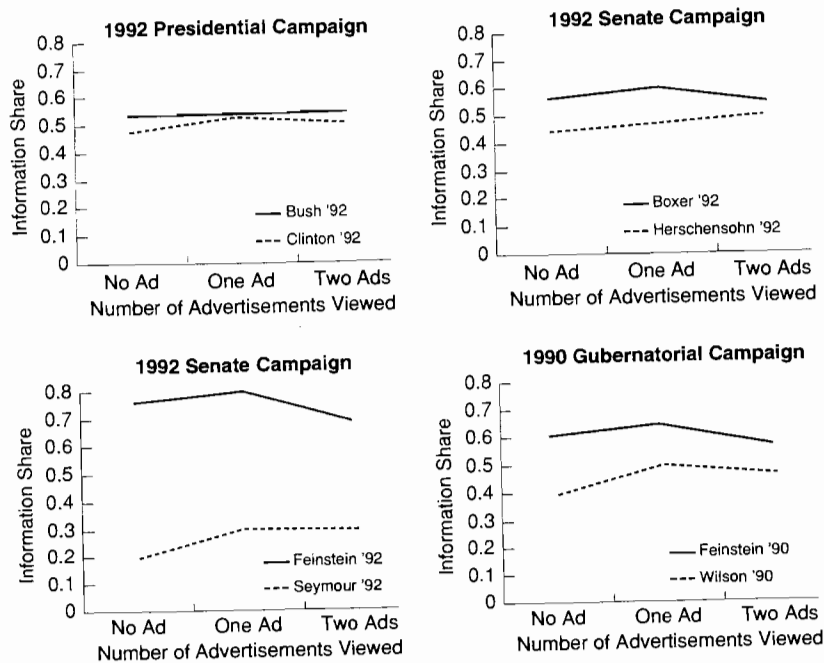 1992 Presidential Campaign
Information Share
0.8
0.7
0.6
0.5
0.4
0.3
0.2
0.1
0
Bush '92
Clinton '92
No Ad One Ad Two Ads
Number of Advertisements Viewed
1992 Senate Campaign
Information Share
0.8
0.7
0.6
0.5
0.4
0.3
0.2
0.1
0
Boxer '92
Herschensohn '92
No Ad One Ad Two Ads
Number of Advertisements Viewed
1992 Senate Campaign
Information Share
0.8
0.7
0.6
0.5
0.4
0.3
0.2
0.1
0
Feinstein '92
Seymour '92
No Ad One Ad Two Ads
Number of Advertisements Viewed
1990 Gubernatorial Campaign
Information Share
0.8
0.7
0.6
0.5
0.4
0.3
0.2
0.1
0
Feinstein '90
Wilson '90
No Ad One Ad Two Ads
Number of Advertisements Viewed